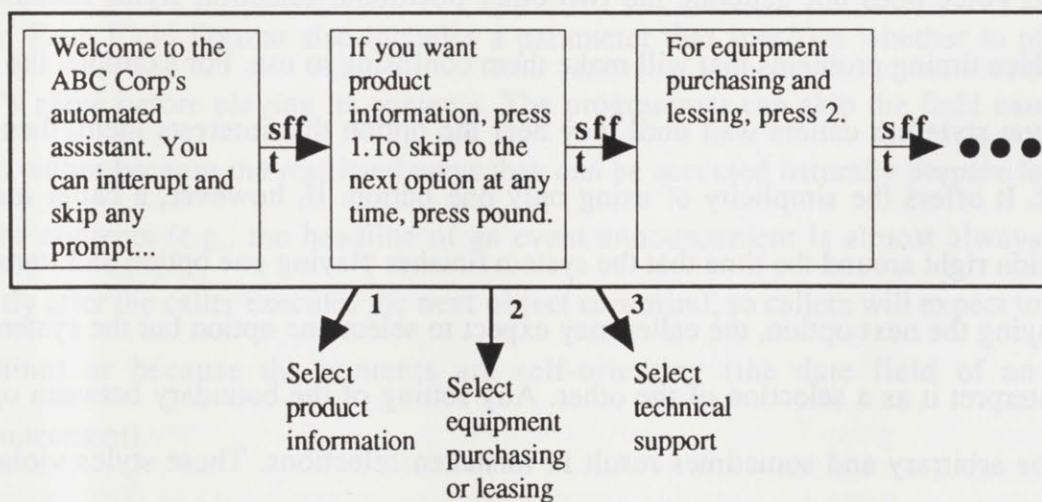 Welcome to the
ABC Corp's
automated
assistant. You
can interrupt and
skip any
prompt...
sff
t
If you want
product
information, press
1.To skip to the
next option at any
time, press pound.
sff
t
For equipment
purchasing and
lessing, press 2.
sff
t
1
2
3
Select
product
information
Select
equipment
purchasing
or leasing
Select
technical
support